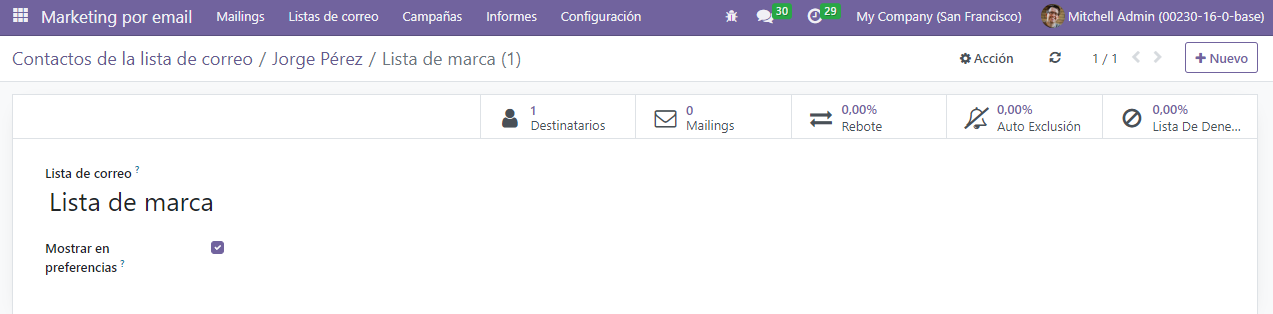 Marketing por email Mailings Listas de correo Campañas Informes Configuración 30 29 My Company (San Francisco) Mitchell Admin (00230-16-0-base)
Contactos de la lista de correo / Jorge Pérez / Lista de marca (1) Acción 1 / 1 Nuevo
1 Destinatarios
0 Mailings
0,00% Rebote
0,00% Auto Exclusión
0,00% Lista De Dene...
Lista de correo ?
Lista de marca
Mostrar en
preferencias ?